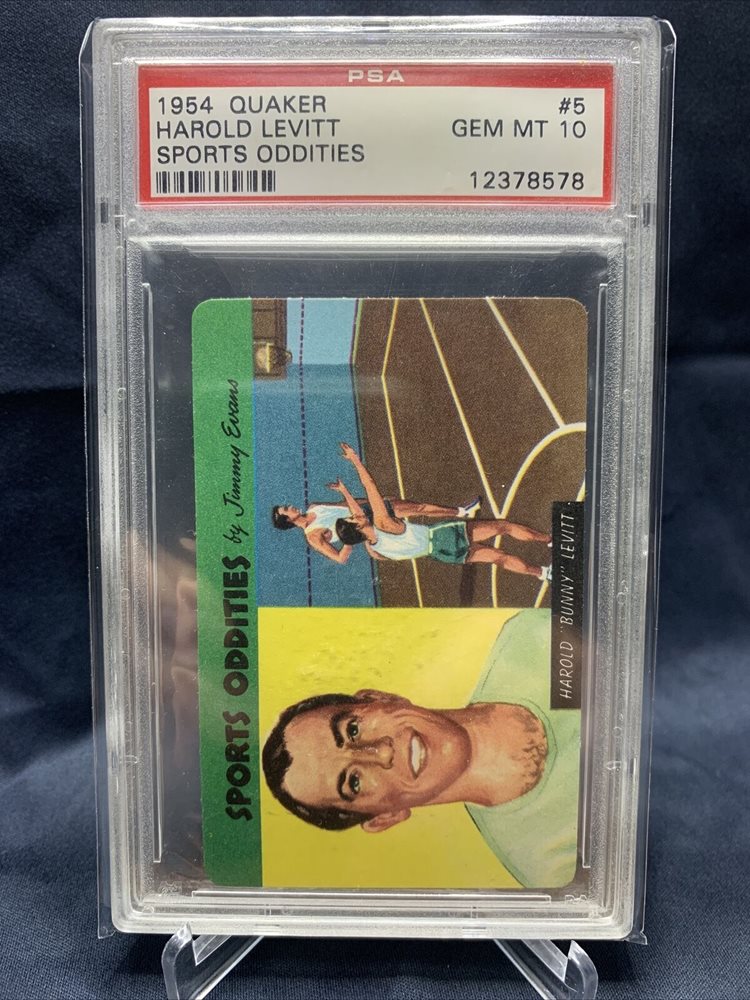 PSA
1954 QUAKER #5
HAROLD LEVITT GEM MT 10
SPORTS ODDITIES
12378578
SPORTS ODDITIES by Jimmy Evans
HAROLD "BUNNY" LEVITT